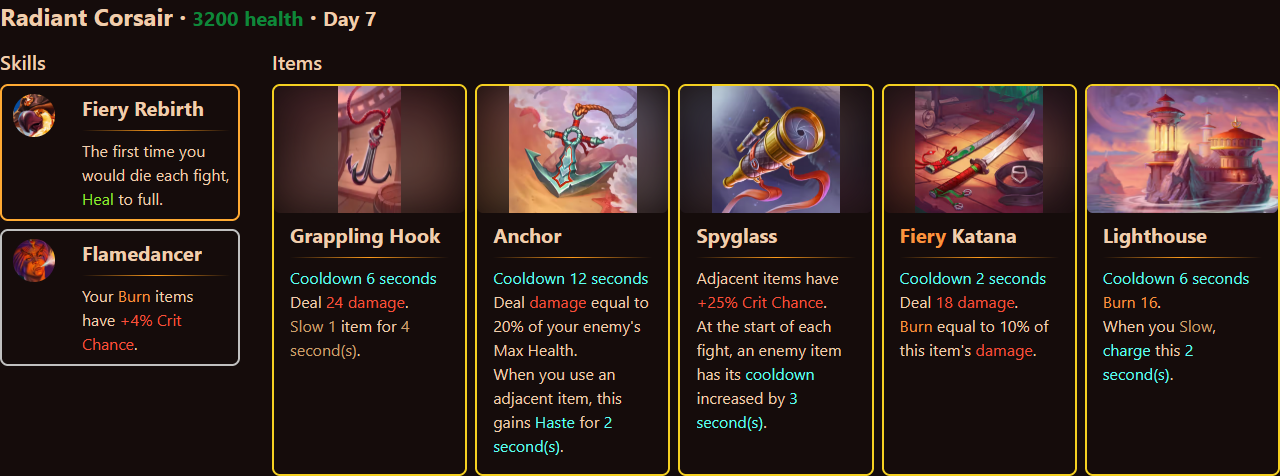 Radiant Corsair · 3200 health · Day 7
Skills
Fiery Rebirth
The first time you
would die each fight,
Heal to full.
Flamedancer
Your Burn items
have +4% Crit
Chance.
Items
Grappling Hook
Cooldown 6 seconds
Deal 24 damage.
Slow 1 item for 4
second(s).
Anchor
Cooldown 12 seconds
Deal damage equal to
20% of your enemy's
Max Health.
When you use an
adjacent item, this
gains Haste for 2
second(s).
Spyglass
Adjacent items have
+25% Crit Chance.
At the start of each
fight, an enemy item
has its cooldown
increased by 3
second(s).
Fiery Katana
Cooldown 2 seconds
Deal 18 damage.
Burn equal to 10% of
this item's damage.
Lighthouse
Cooldown 6 seconds
Burn 16.
When you Slow,
charge this 2
second(s).